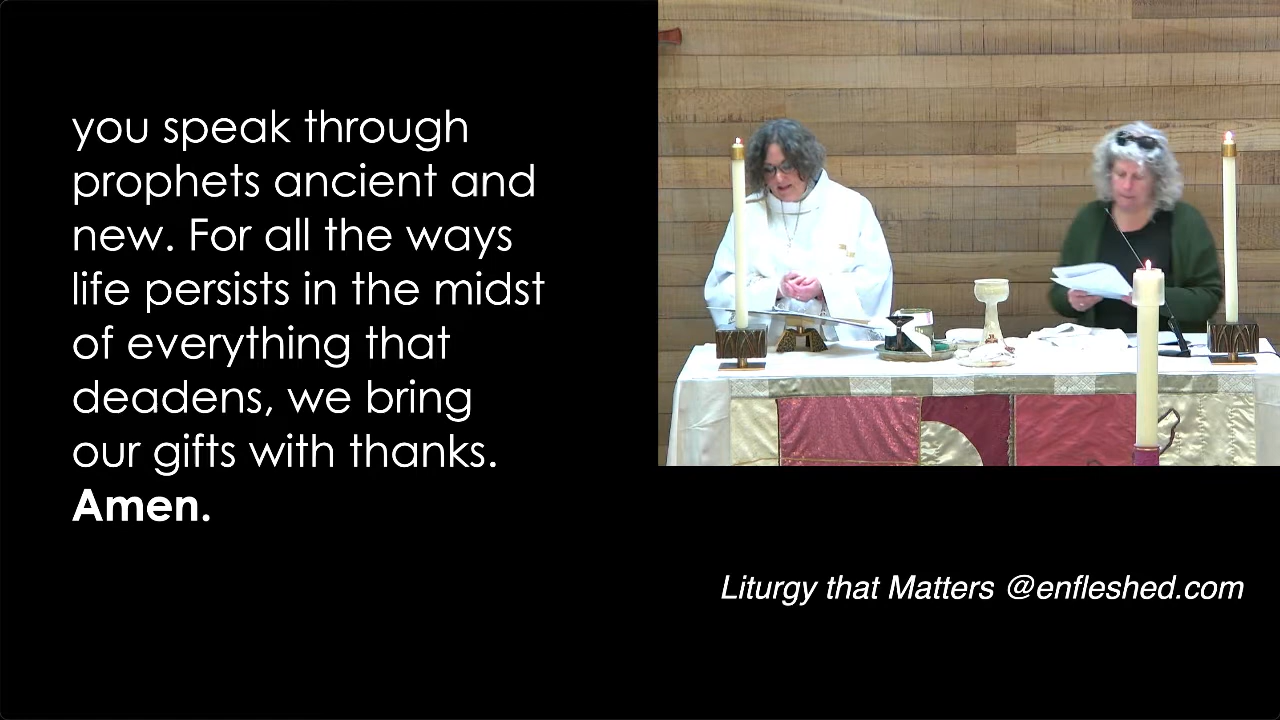 you speak through
prophets ancient and
new. For all the ways
life persists in the midst
of everything that
deadens, we bring
our gifts with thanks.
Amen.
Liturgy that Matters @enfleshed.com